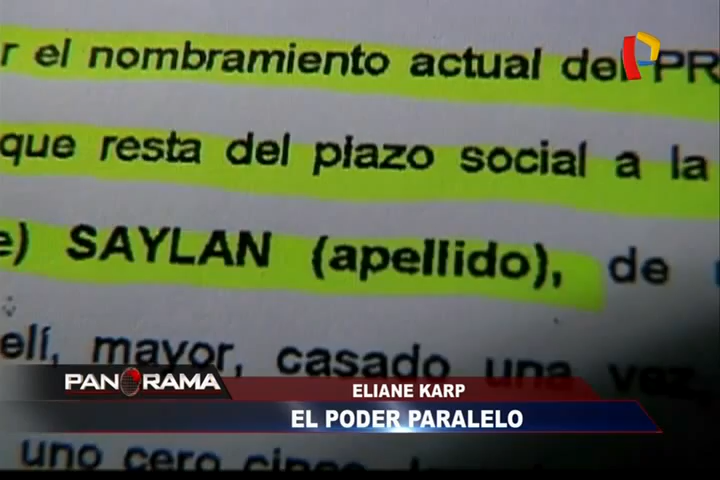 r el nombramiento actual del PR
que resta del plazo social a la
e) SAYLAN (apellido), de
elí, mayor, casado una vez,
PANORAMA
ELIANE KARP
EL PODER PARALELO
uno cero cinco,